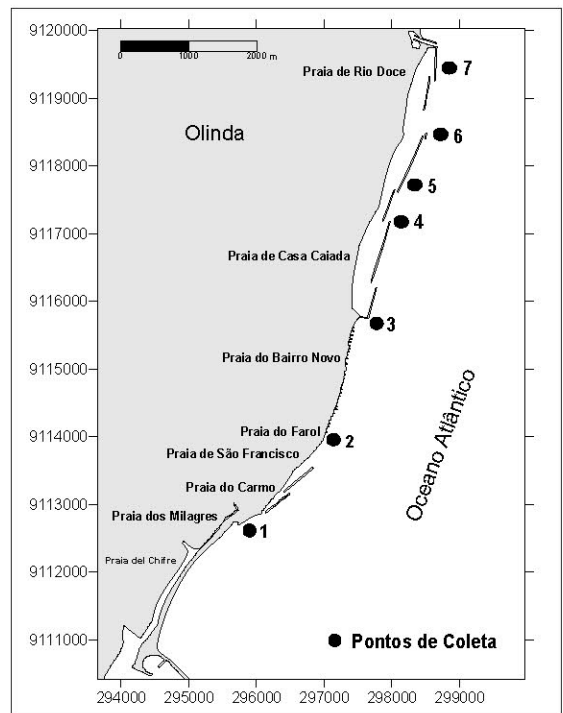 9120000
0 1000 2000 m
Praia de Rio Doce
7
9119000
Olinda
6
9118000
5
4
9117000
Praia de Casa Caiada
9116000
3
Praia do Bairro Novo
9115000
Oceano Atlântico
Praia do Farol
9114000
2
Praia de São Francisco
Praia do Carmo
9113000
Praia dos Milagres
1
Praia del Chifre
9112000
9111000
Pontos de Coleta
294000 295000 296000 297000 298000 299000